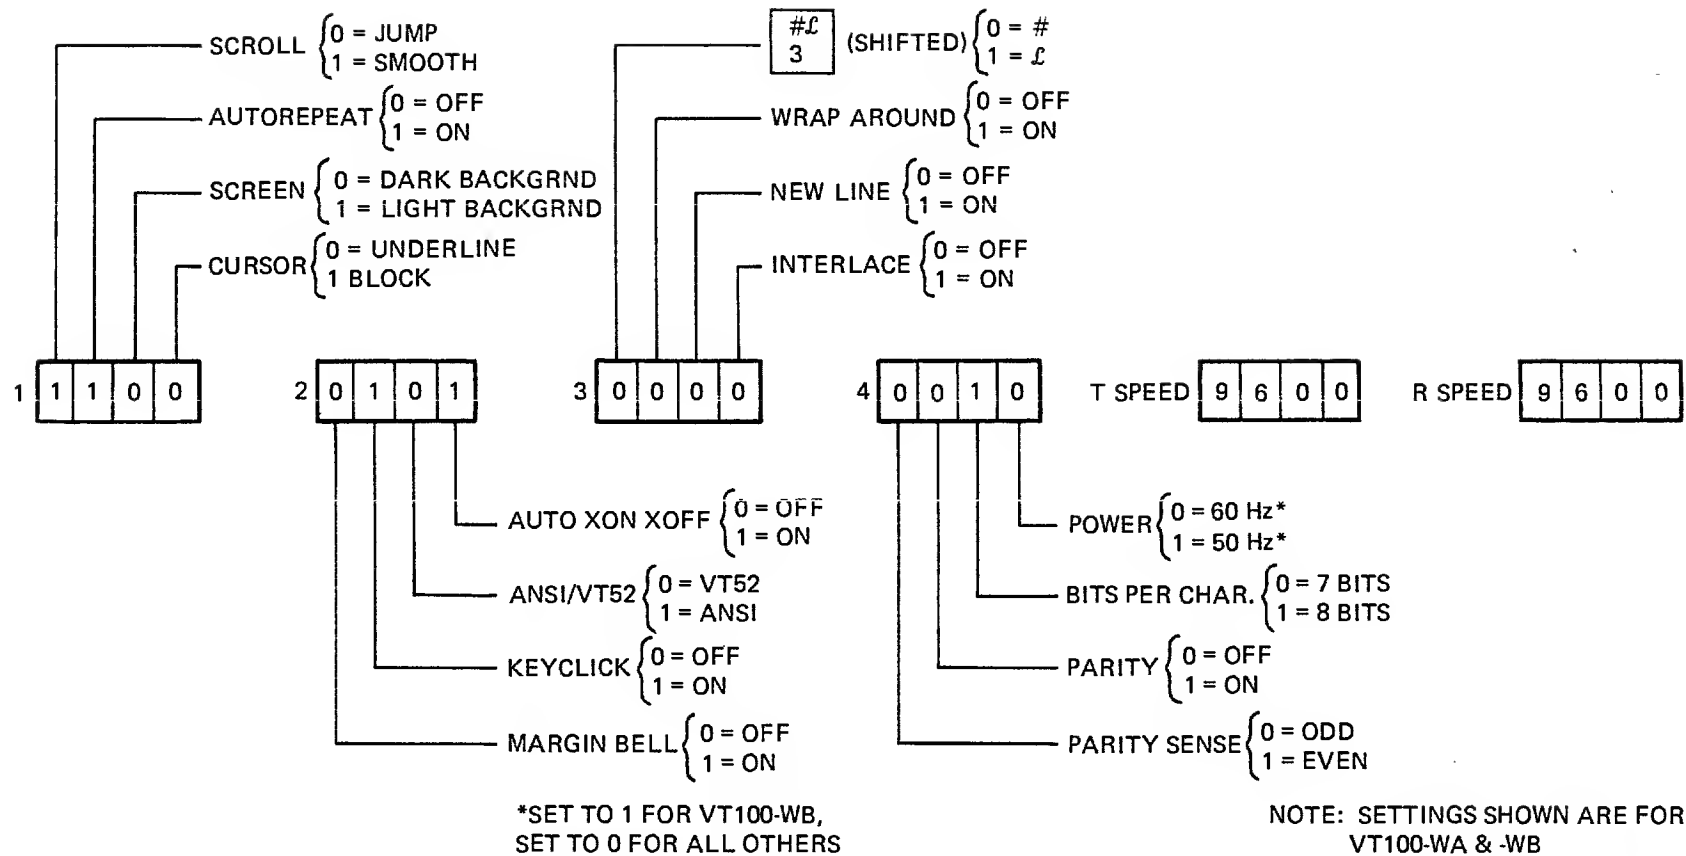 SCROLL
0 = JUMP
1 = SMOOTH
AUTOREPEAT
0 = OFF
1 = ON
SCREEN
0 = DARK BACKGRND
1 = LIGHT BACKGRND
CURSOR
0 = UNDERLINE
1 BLOCK
#£
3
(SHIFTED)
0 = #
1 = £
WRAP AROUND
0 = OFF
1 = ON
NEW LINE
0 = OFF
1 = ON
INTERLACE
0 = OFF
1 = ON
1 1 1 0 0
2 0 1 0 1
3 0 0 0 0
4 0 0 1 0
T SPEED 9 6 0 0
R SPEED 9 6 0 0
AUTO XON XOFF
0 = OFF
1 = ON
ANSI/VT52
0 = VT52
1 = ANSI
KEYCLICK
0 = OFF
1 = ON
MARGIN BELL
0 = OFF
1 = ON
POWER
0 = 60 Hz*
1 = 50 Hz*
BITS PER CHAR.
0 = 7 BITS
1 = 8 BITS
PARITY
0 = OFF
1 = ON
PARITY SENSE
0 = ODD
1 = EVEN
*SET TO 1 FOR VT100-WB,
SET TO 0 FOR ALL OTHERS
NOTE: SETTINGS SHOWN ARE FOR
VT100-WA & -WB